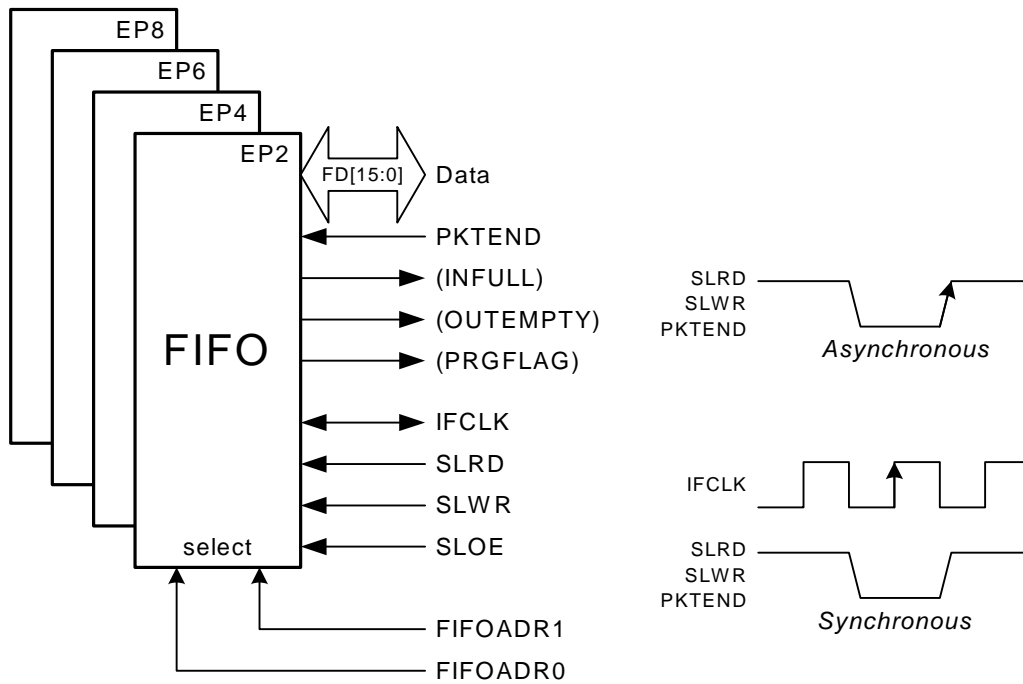 EP8
EP6
EP4
EP2
FD[15:0]
Data
PKTEND
(INFULL)
(OUTEMPTY)
(PRGFLAG)
FIFO
IFCLK
SLRD
SLWR
SLOE
select
FIFOADR1
FIFOADR0
SLRD
SLWR
PKTEND
Asynchronous
IFCLK
SLRD
SLWR
PKTEND
Synchronous